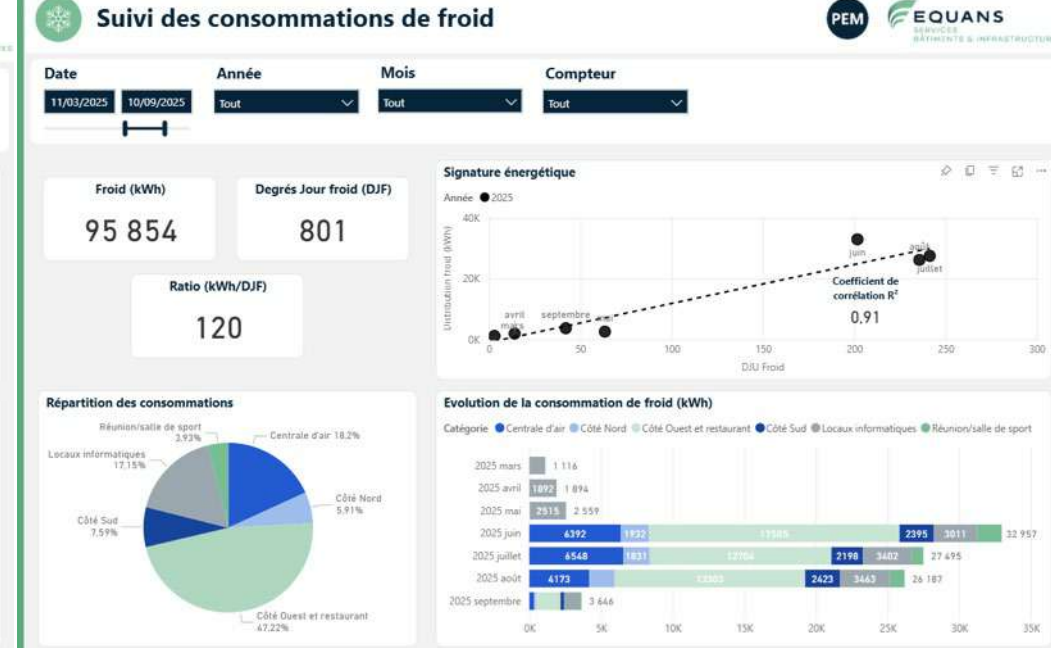 Suivi des consommations de froid
PEM
EQUANS
SERVICES
BÂTIMENTS & INFRASTRUCTUR
Date
Année
Mois
Compteur
11/03/2025
10/09/2025
Tout
Tout
Tout
Froid (kWh)
95 854
Degrés Jour froid (DJF)
801
Ratio (kWh/DJF)
120
Signature énergétique
Année 2025
Distribution froid (kWh)
40K
20K
0K
juin
août
juillet
avril
mars
septembre
Coefficient de
corrélation R²
0,91
0
50
100
150
200
250
300
DJU Froid
Répartition des consommations
Réunion/salle de sport
3,93%
Centrale d'air 18,2%
Locaux informatiques
17,15%
Côté Nord
5,91%
Côté Sud
7,59%
Côté Ouest et restaurant
47,22%
Evolution de la consommation de froid (kWh)
Catégorie Centrale d'air Côté Nord Côté Ouest et restaurant Côté Sud Locaux informatiques Réunion/salle de sport
2025 mars 1 116
2025 avril 1892 1 894
2025 mai 2515 2 559
2025 juin 6392 1932 2395 3011 32 957
2025 juillet 6548 1831 2198 3402 27 495
2025 août 4173 2423 3463 26 187
2025 septembre 3 646
0K 5K 10K 15K 20K 25K 30K 35K